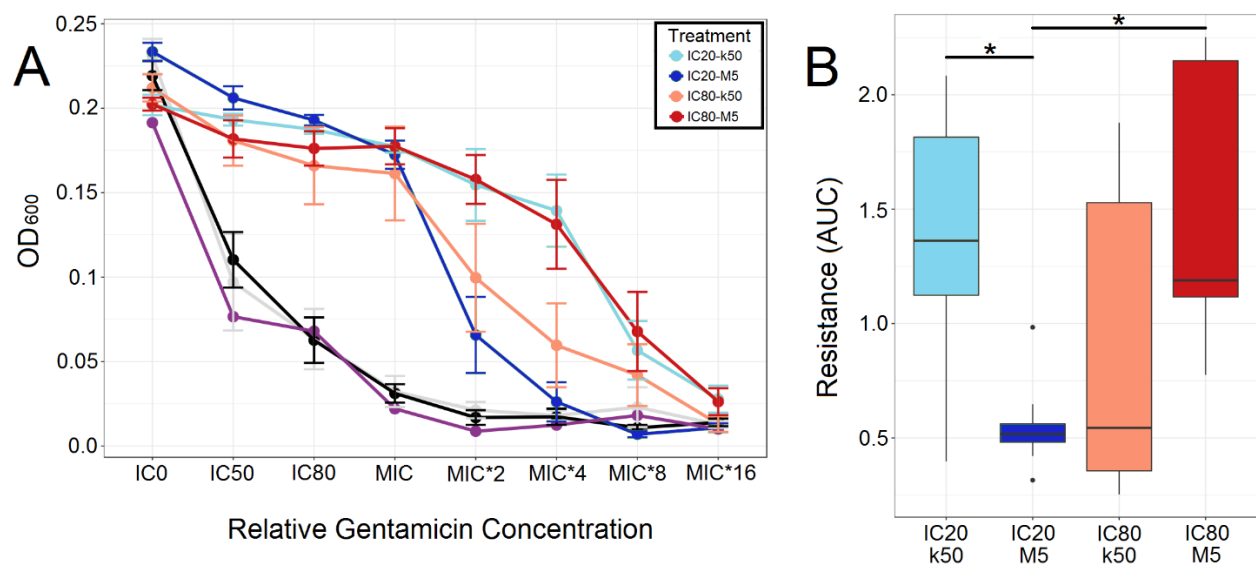 A
0.25
0.20
0.15
0.10
0.05
0.0
OD600
IC0 IC50 IC80 MIC MIC*2 MIC*4 MIC*8 MIC*16
Relative Gentamicin Concentration
Treatment
IC20-k50
IC20-M5
IC80-k50
IC80-M5
B
*
*
2.0
1.5
1.0
0.5
Resistance (AUC)
IC20 IC20 IC80 IC80
k50 M5 k50 M5